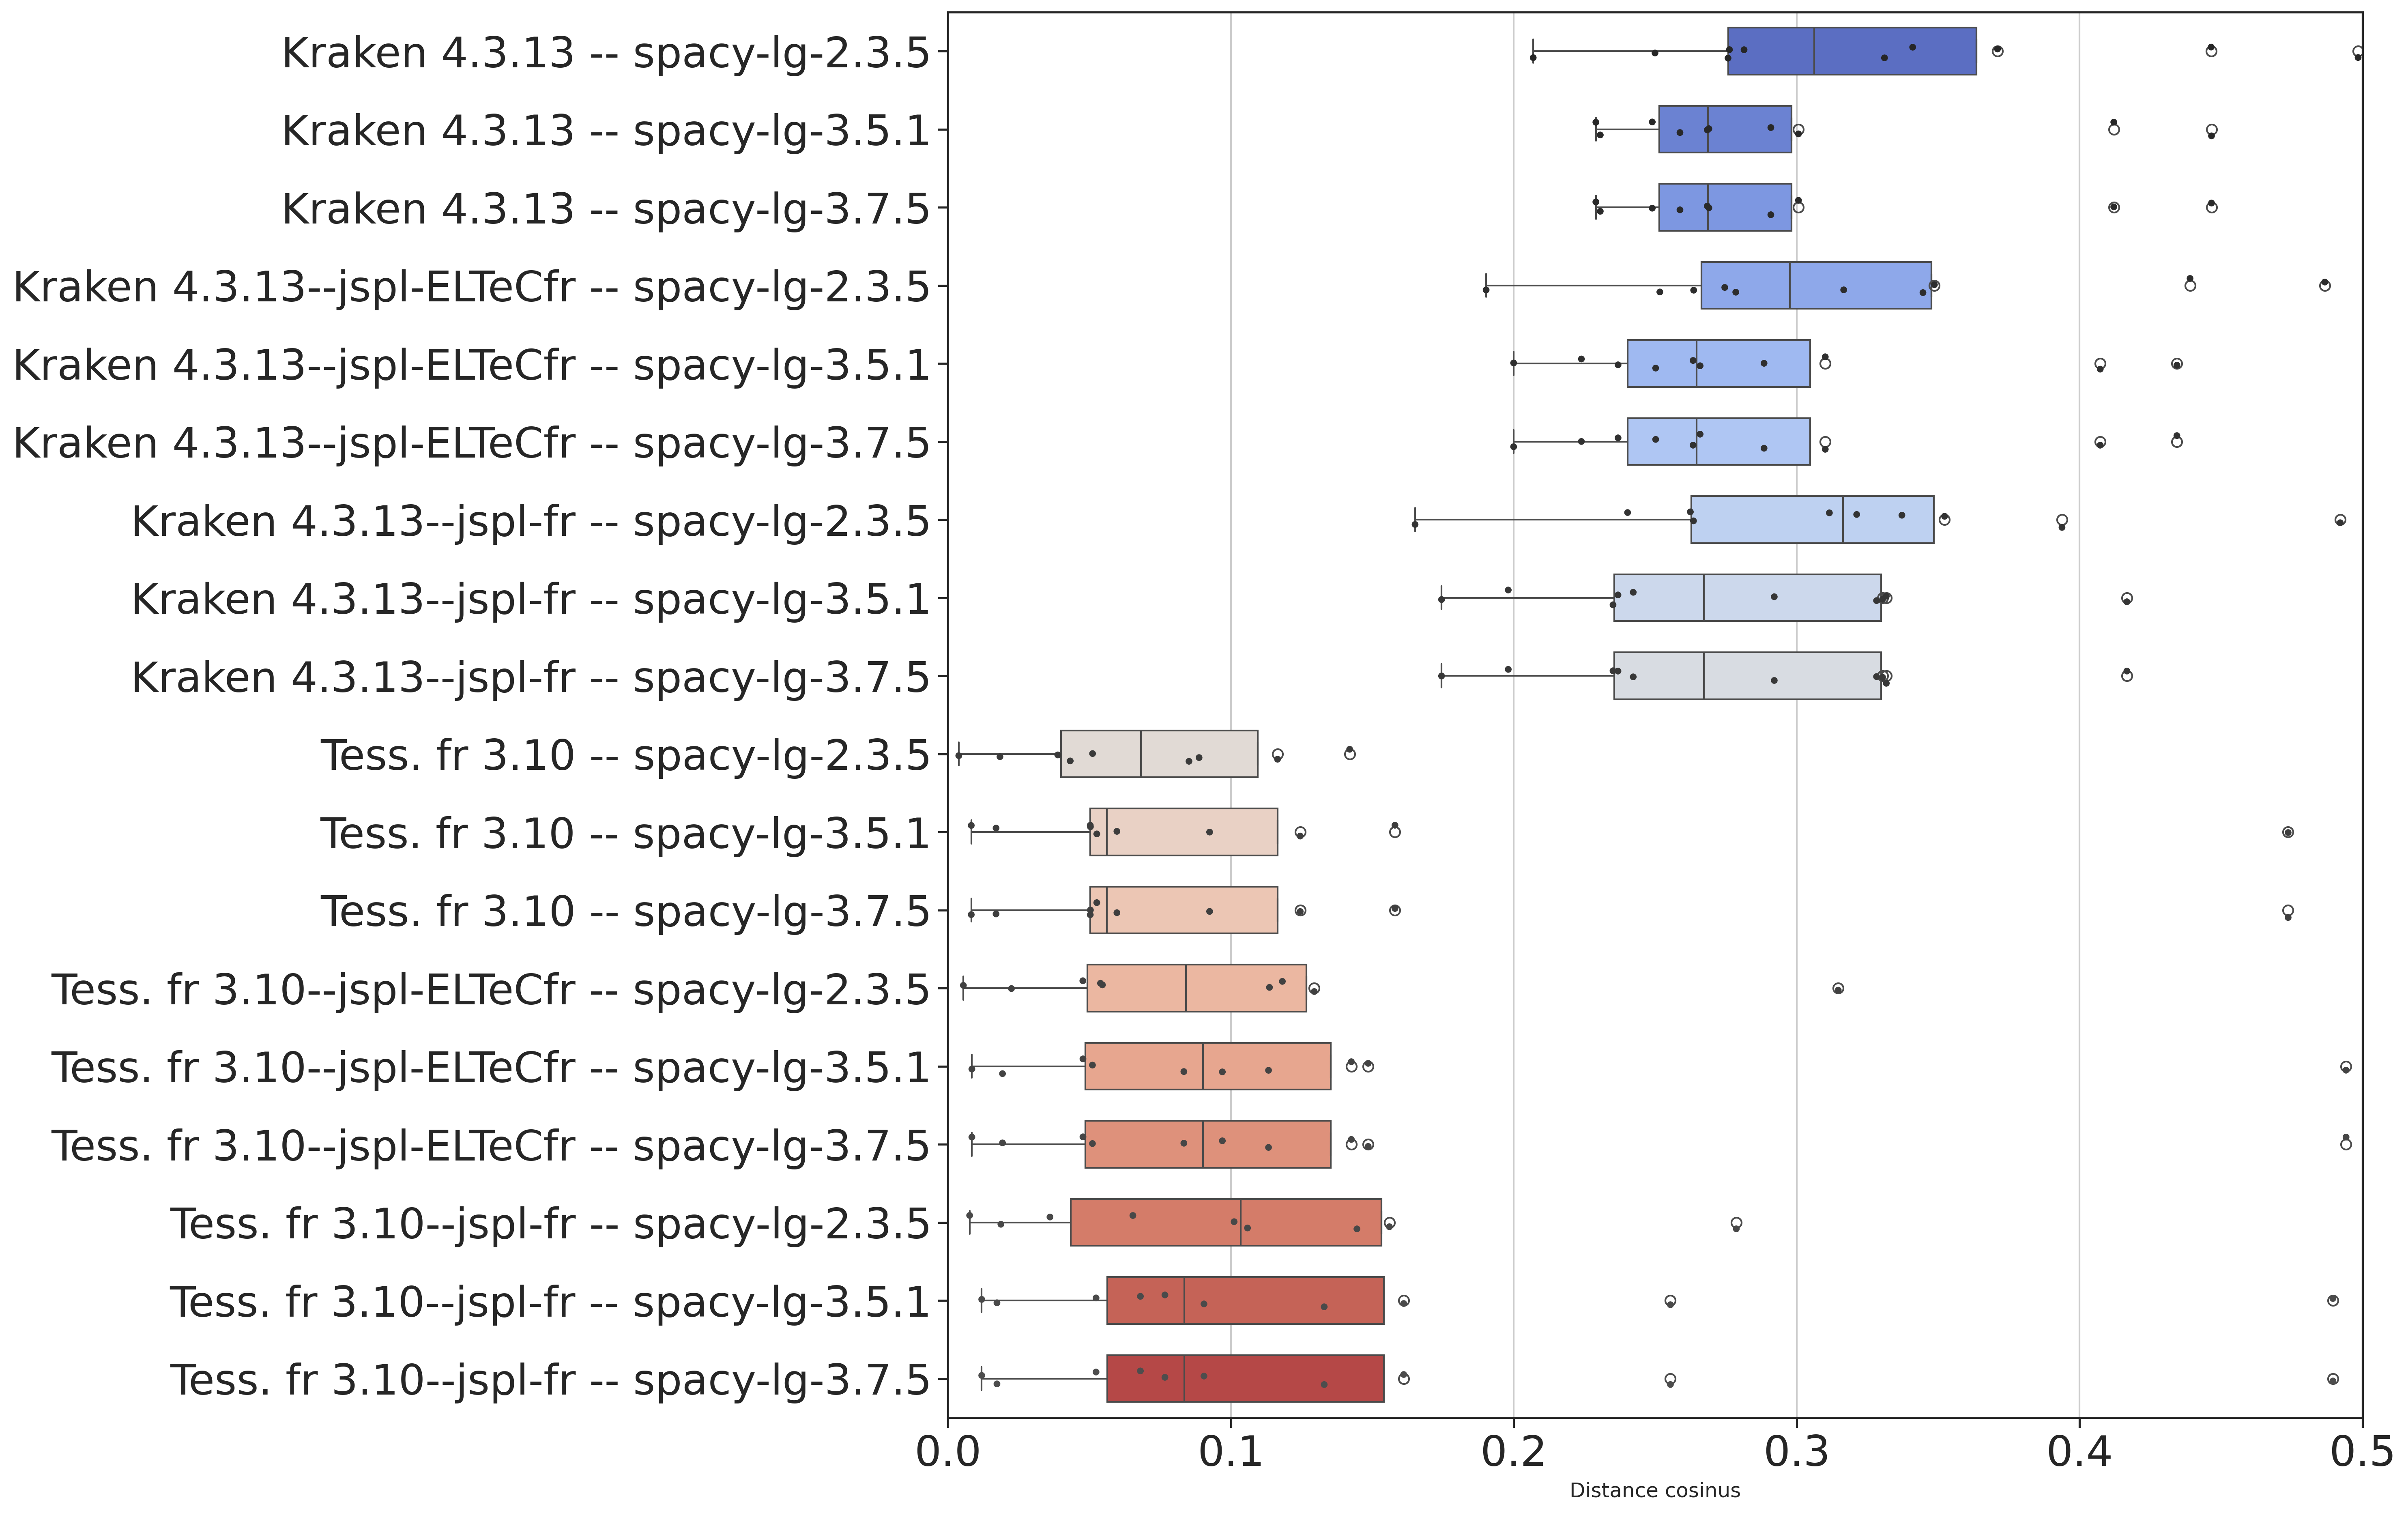 Kraken 4.3.13 -- spacy-lg-2.3.5
Kraken 4.3.13 -- spacy-lg-3.5.1
Kraken 4.3.13 -- spacy-lg-3.7.5
Kraken 4.3.13--jspl-ELTeCfr -- spacy-lg-2.3.5
Kraken 4.3.13--jspl-ELTeCfr -- spacy-lg-3.5.1
Kraken 4.3.13--jspl-ELTeCfr -- spacy-lg-3.7.5
Kraken 4.3.13--jspl-fr -- spacy-lg-2.3.5
Kraken 4.3.13--jspl-fr -- spacy-lg-3.5.1
Kraken 4.3.13--jspl-fr -- spacy-lg-3.7.5
Tess. fr 3.10 -- spacy-lg-2.3.5
Tess. fr 3.10 -- spacy-lg-3.5.1
Tess. fr 3.10 -- spacy-lg-3.7.5
Tess. fr 3.10--jspl-ELTeCfr -- spacy-lg-2.3.5
Tess. fr 3.10--jspl-ELTeCfr -- spacy-lg-3.5.1
Tess. fr 3.10--jspl-ELTeCfr -- spacy-lg-3.7.5
Tess. fr 3.10--jspl-fr -- spacy-lg-2.3.5
Tess. fr 3.10--jspl-fr -- spacy-lg-3.5.1
Tess. fr 3.10--jspl-fr -- spacy-lg-3.7.5
0.0 0.1 0.2 0.3 0.4 0.5
Distance cosinus